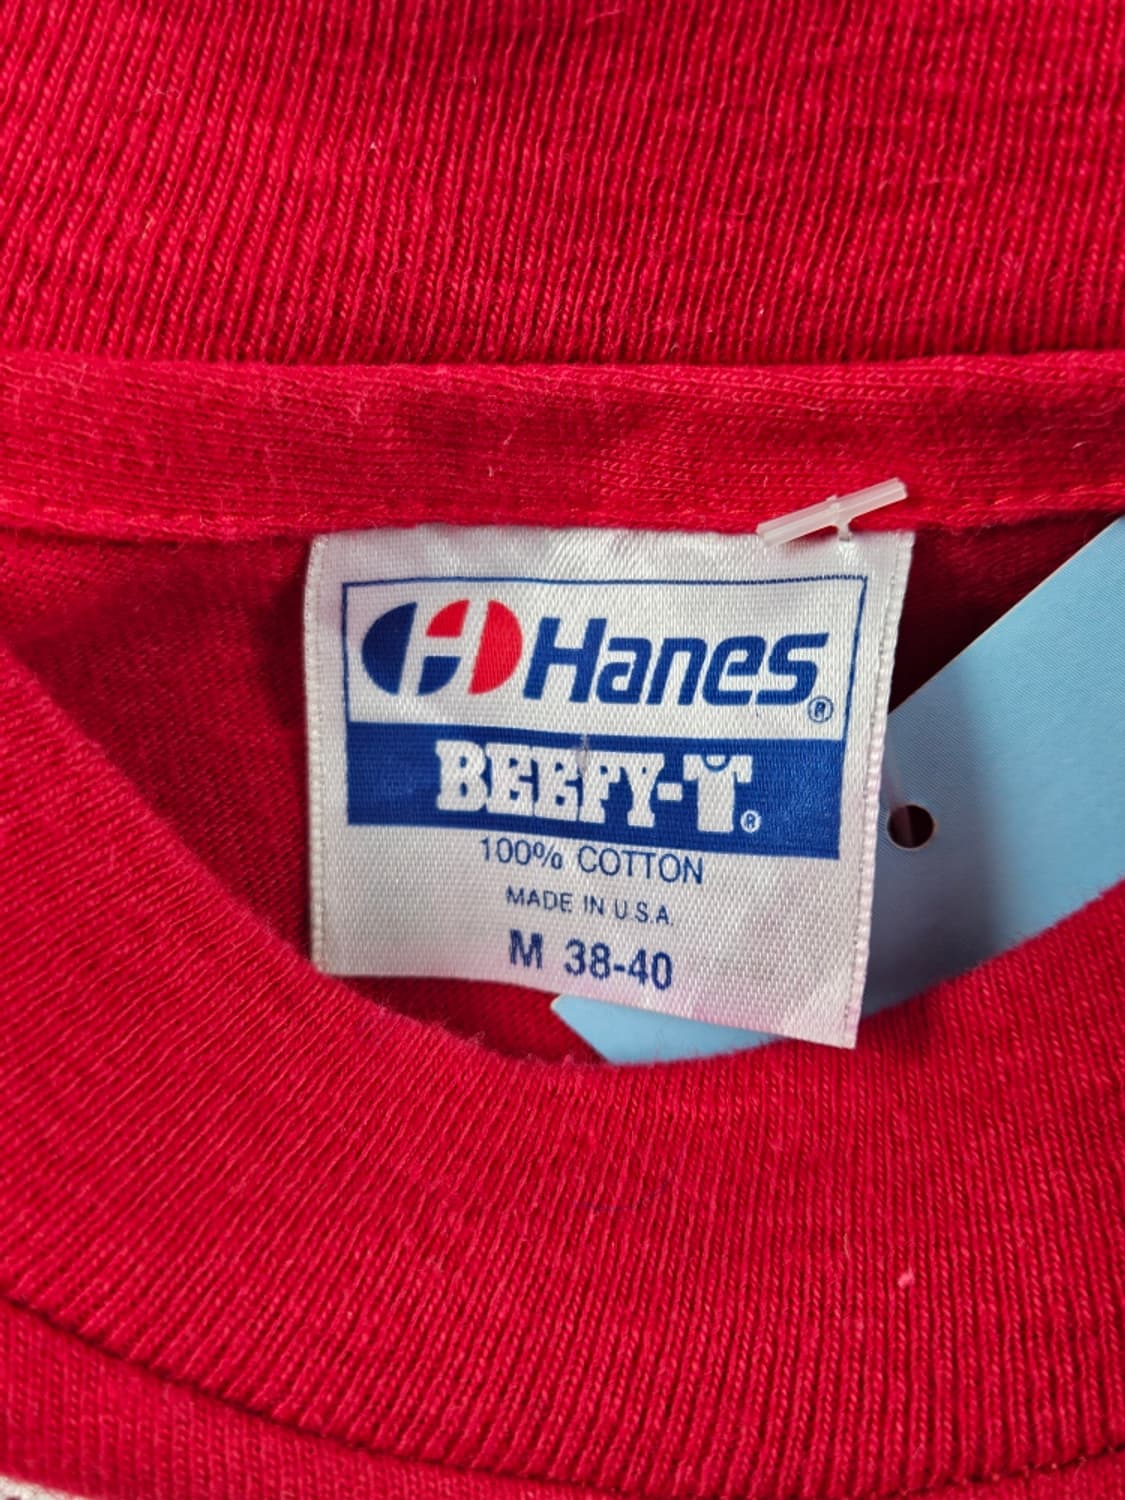 Hanes®
BEEFY-T®
100% COTTON
MADE IN U.S.A.
M 38-40